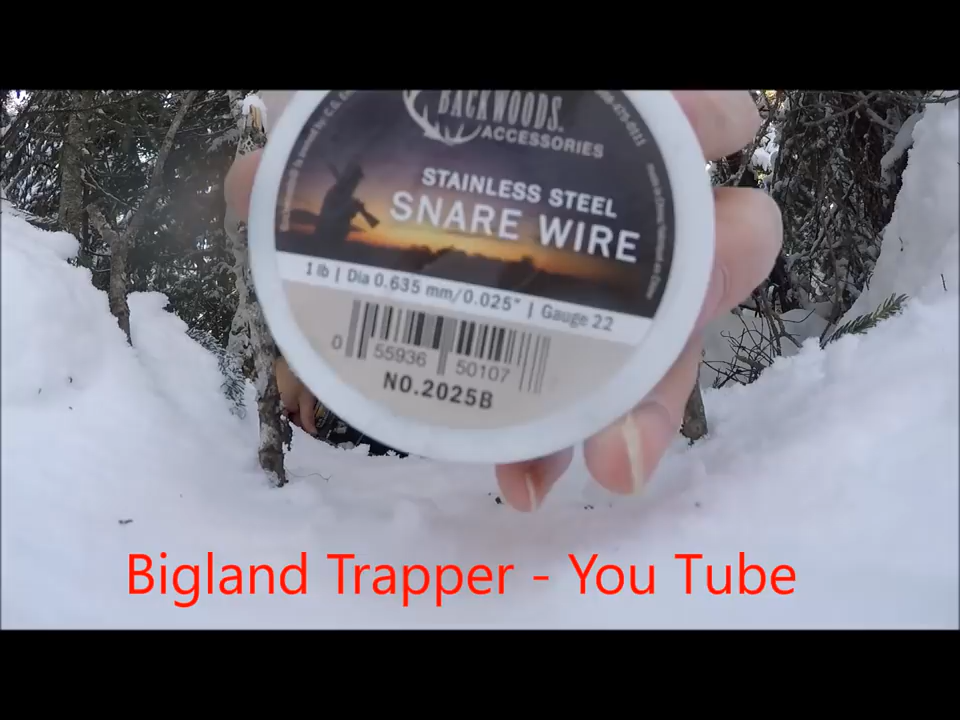 BACKWOODS
ACCESSORIES
STAINLESS STEEL
SNARE WIRE
1 lb | Dia 0.635 mm/0.025" | Gauge 22
0 55936 50107
NO.2025B
Bigland Trapper - You Tube